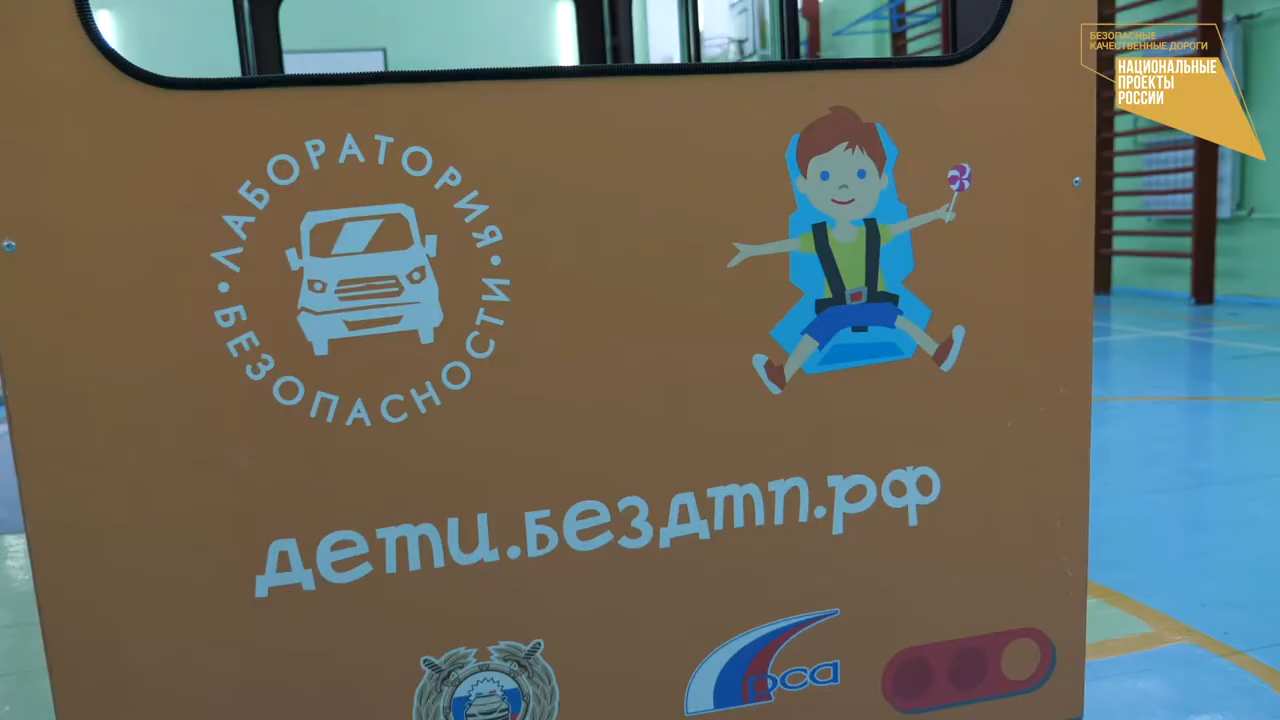 БЕЗОПАСНЫЕ
КАЧЕСТВЕННЫЕ ДОРОГИ
НАЦИОНАЛЬНЫЕ
ПРОЕКТЫ
РОССИИ
ЛАБОРАТОРИЯ
БЕЗОПАСНОСТИ
дети.бездтп.рф
рса